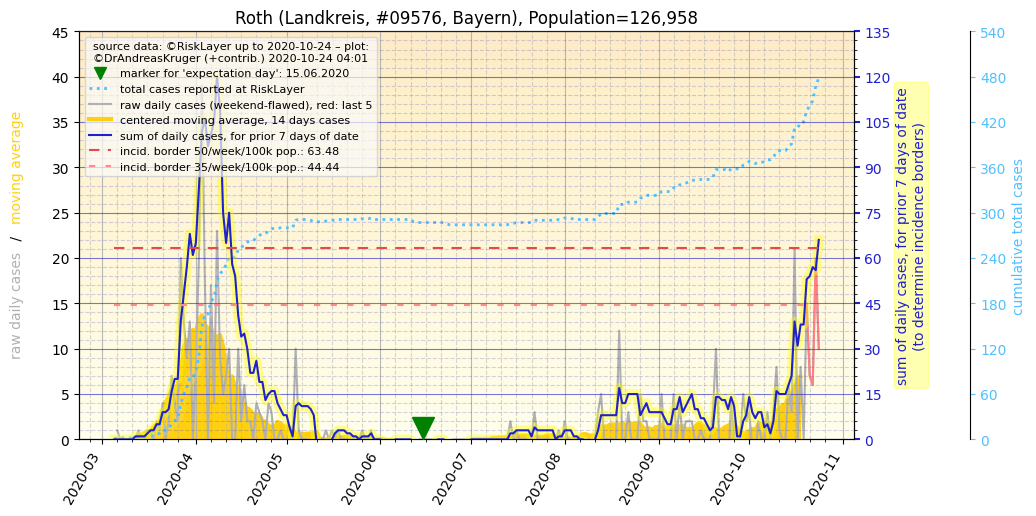 Roth (Landkreis, #09576, Bayern), Population=126,958
source data: ©RiskLayer up to 2020-10-24 – plot:
©DrAndreasKruger (+contrib.) 2020-10-24 04:01
marker for 'expectation day': 15.06.2020
total cases reported at RiskLayer
raw daily cases (weekend-flawed), red: last 5
centered moving average, 14 days cases
sum of daily cases, for prior 7 days of date
incid. border 50/week/100k pop.: 63.48
incid. border 35/week/100k pop.: 44.44
raw daily cases / moving average
45
40
35
30
25
20
15
10
5
0
2020-03
2020-04
2020-05
2020-06
2020-07
2020-08
2020-09
2020-10
2020-11
135
120
105
90
75
60
45
30
15
0
sum of daily cases, for prior 7 days of date
(to determine incidence borders)
540
480
420
360
300
240
180
120
60
0
cumulative total cases